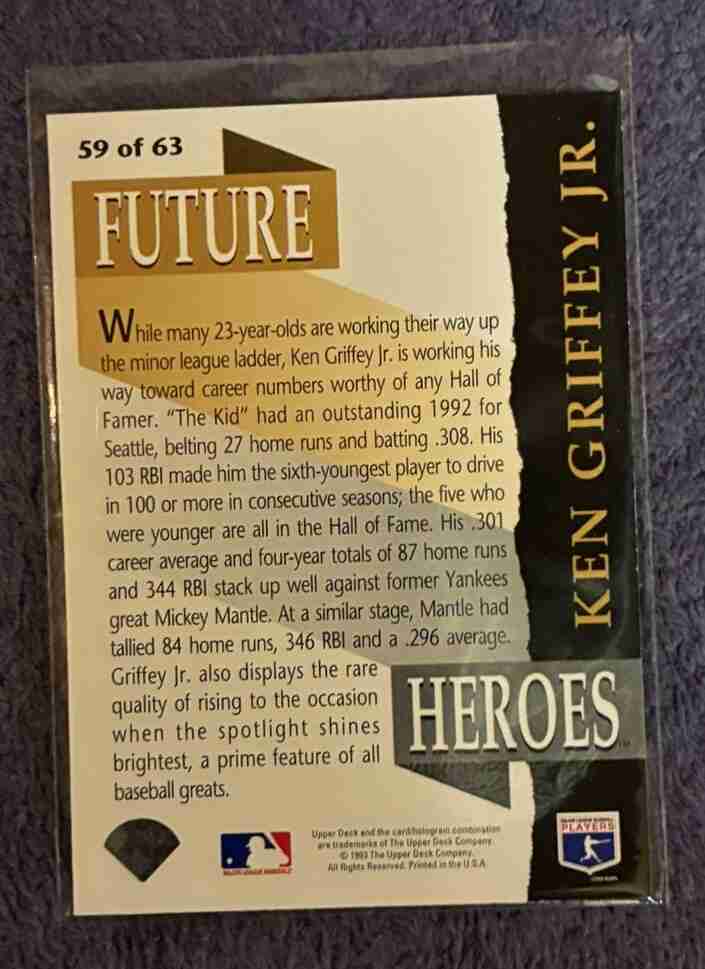 59 of 63
FUTURE
While many 23-year-olds are working their way up
the minor league ladder, Ken Griffey Jr. is working his
way toward career numbers worthy of any Hall of
Famer. "The Kid" had an outstanding 1992 for
Seattle, belting 27 home runs and batting .308. His
103 RBI made him the sixth-youngest player to drive
in 100 or more in consecutive seasons; the five who
were younger are all in the Hall of Fame. His .301
career average and four-year totals of 87 home runs
and 344 RBI stack up well against former Yankees
great Mickey Mantle. At a similar stage, Mantle had
tallied 84 home runs, 346 RBI and a .296 average.
Griffey Jr. also displays the rare
quality of rising to the occasion
when the spotlight shines
brightest, a prime feature of all
baseball greats.
HEROES
KEN GRIFFEY JR.
MAJOR LEAGUE BASEBALL
Upper Deck and the card/hologram combination
are trademarks of The Upper Deck Company.
© 1993 The Upper Deck Company.
All Rights Reserved. Printed in the U.S.A.
MAJOR LEAGUE BASEBALL
PLAYERS